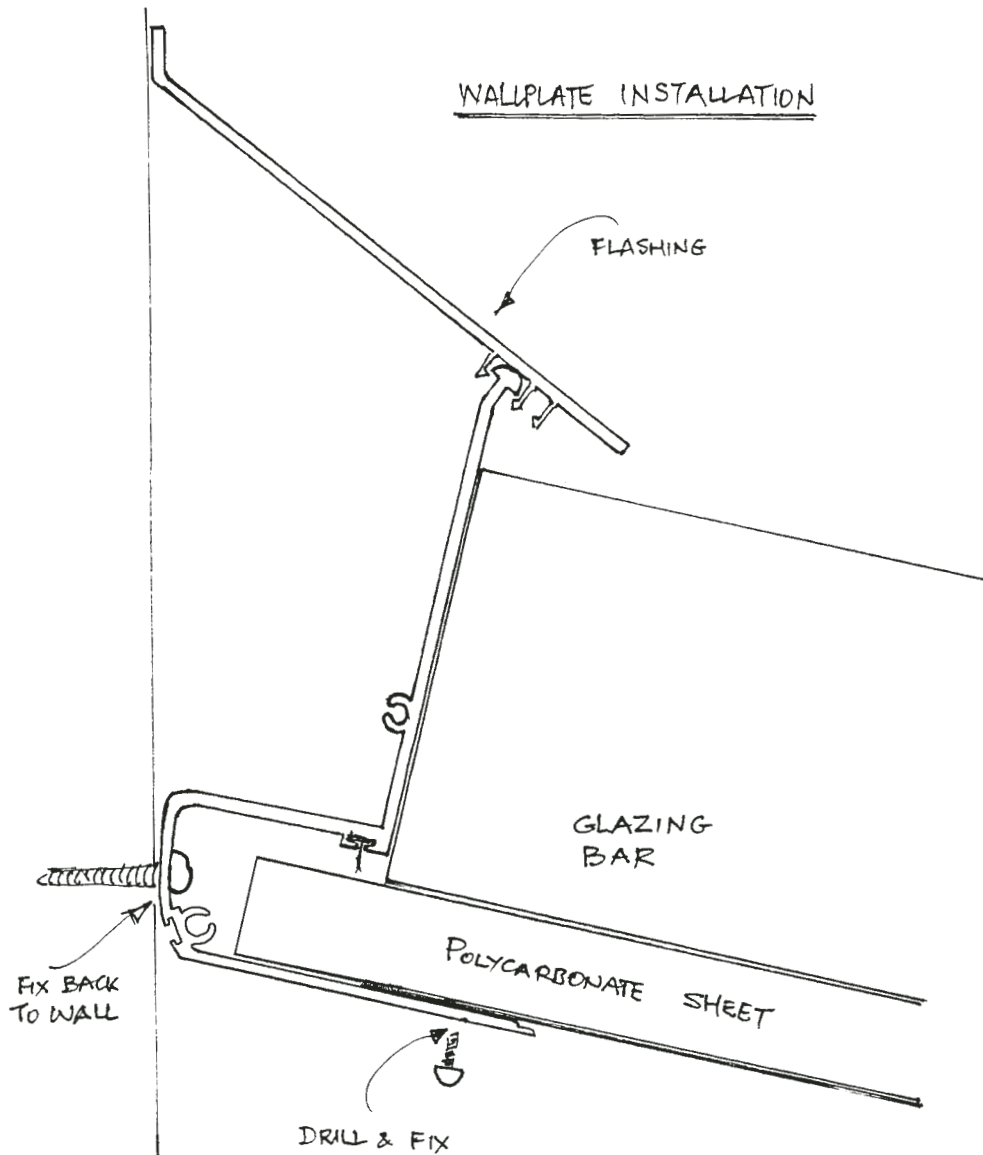 WALLPLATE INSTALLATION
FLASHING
GLAZING
BAR
POLYCARBONATE SHEET
FIX BACK
TO WALL
DRILL & FIX